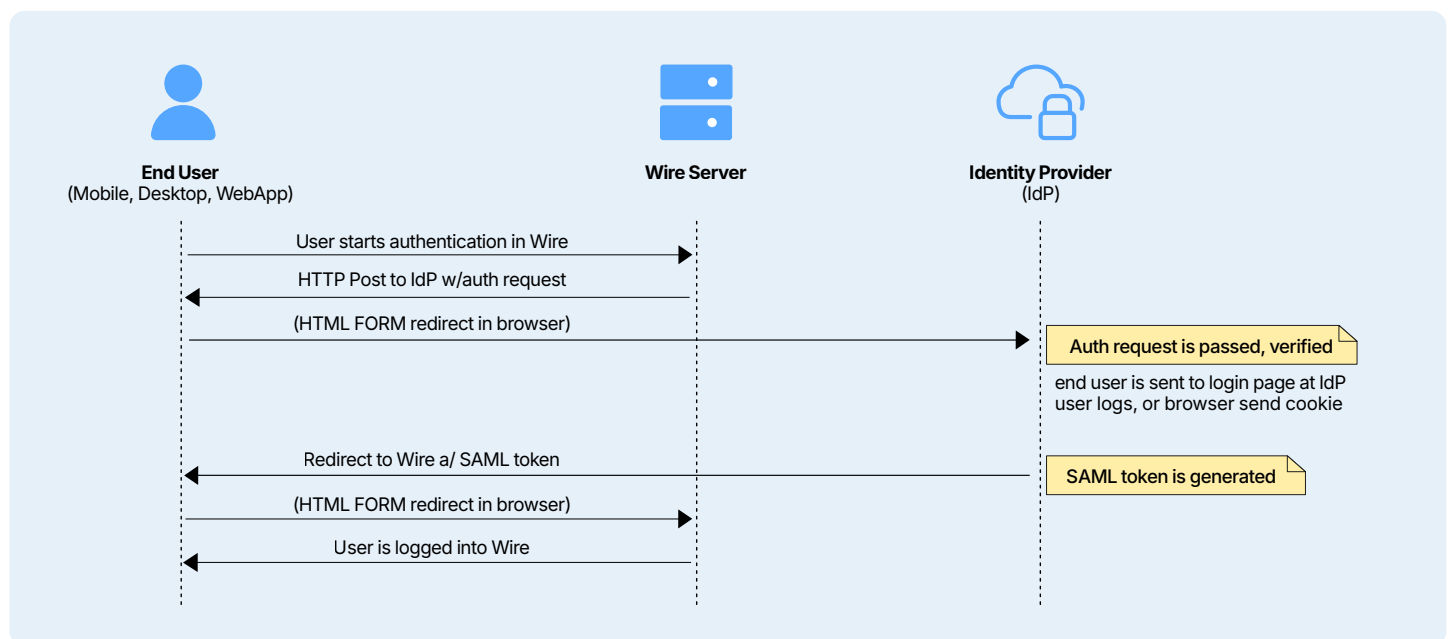 End User
(Mobile, Desktop, WebApp)
Wire Server
Identity Provider
(IdP)
User starts authentication in Wire
HTTP Post to IdP w/auth request
(HTML FORM redirect in browser)
Auth request is passed, verified
end user is sent to login page at IdP
user logs, or browser send cookie
Redirect to Wire a/ SAML token
SAML token is generated
(HTML FORM redirect in browser)
User is logged into Wire